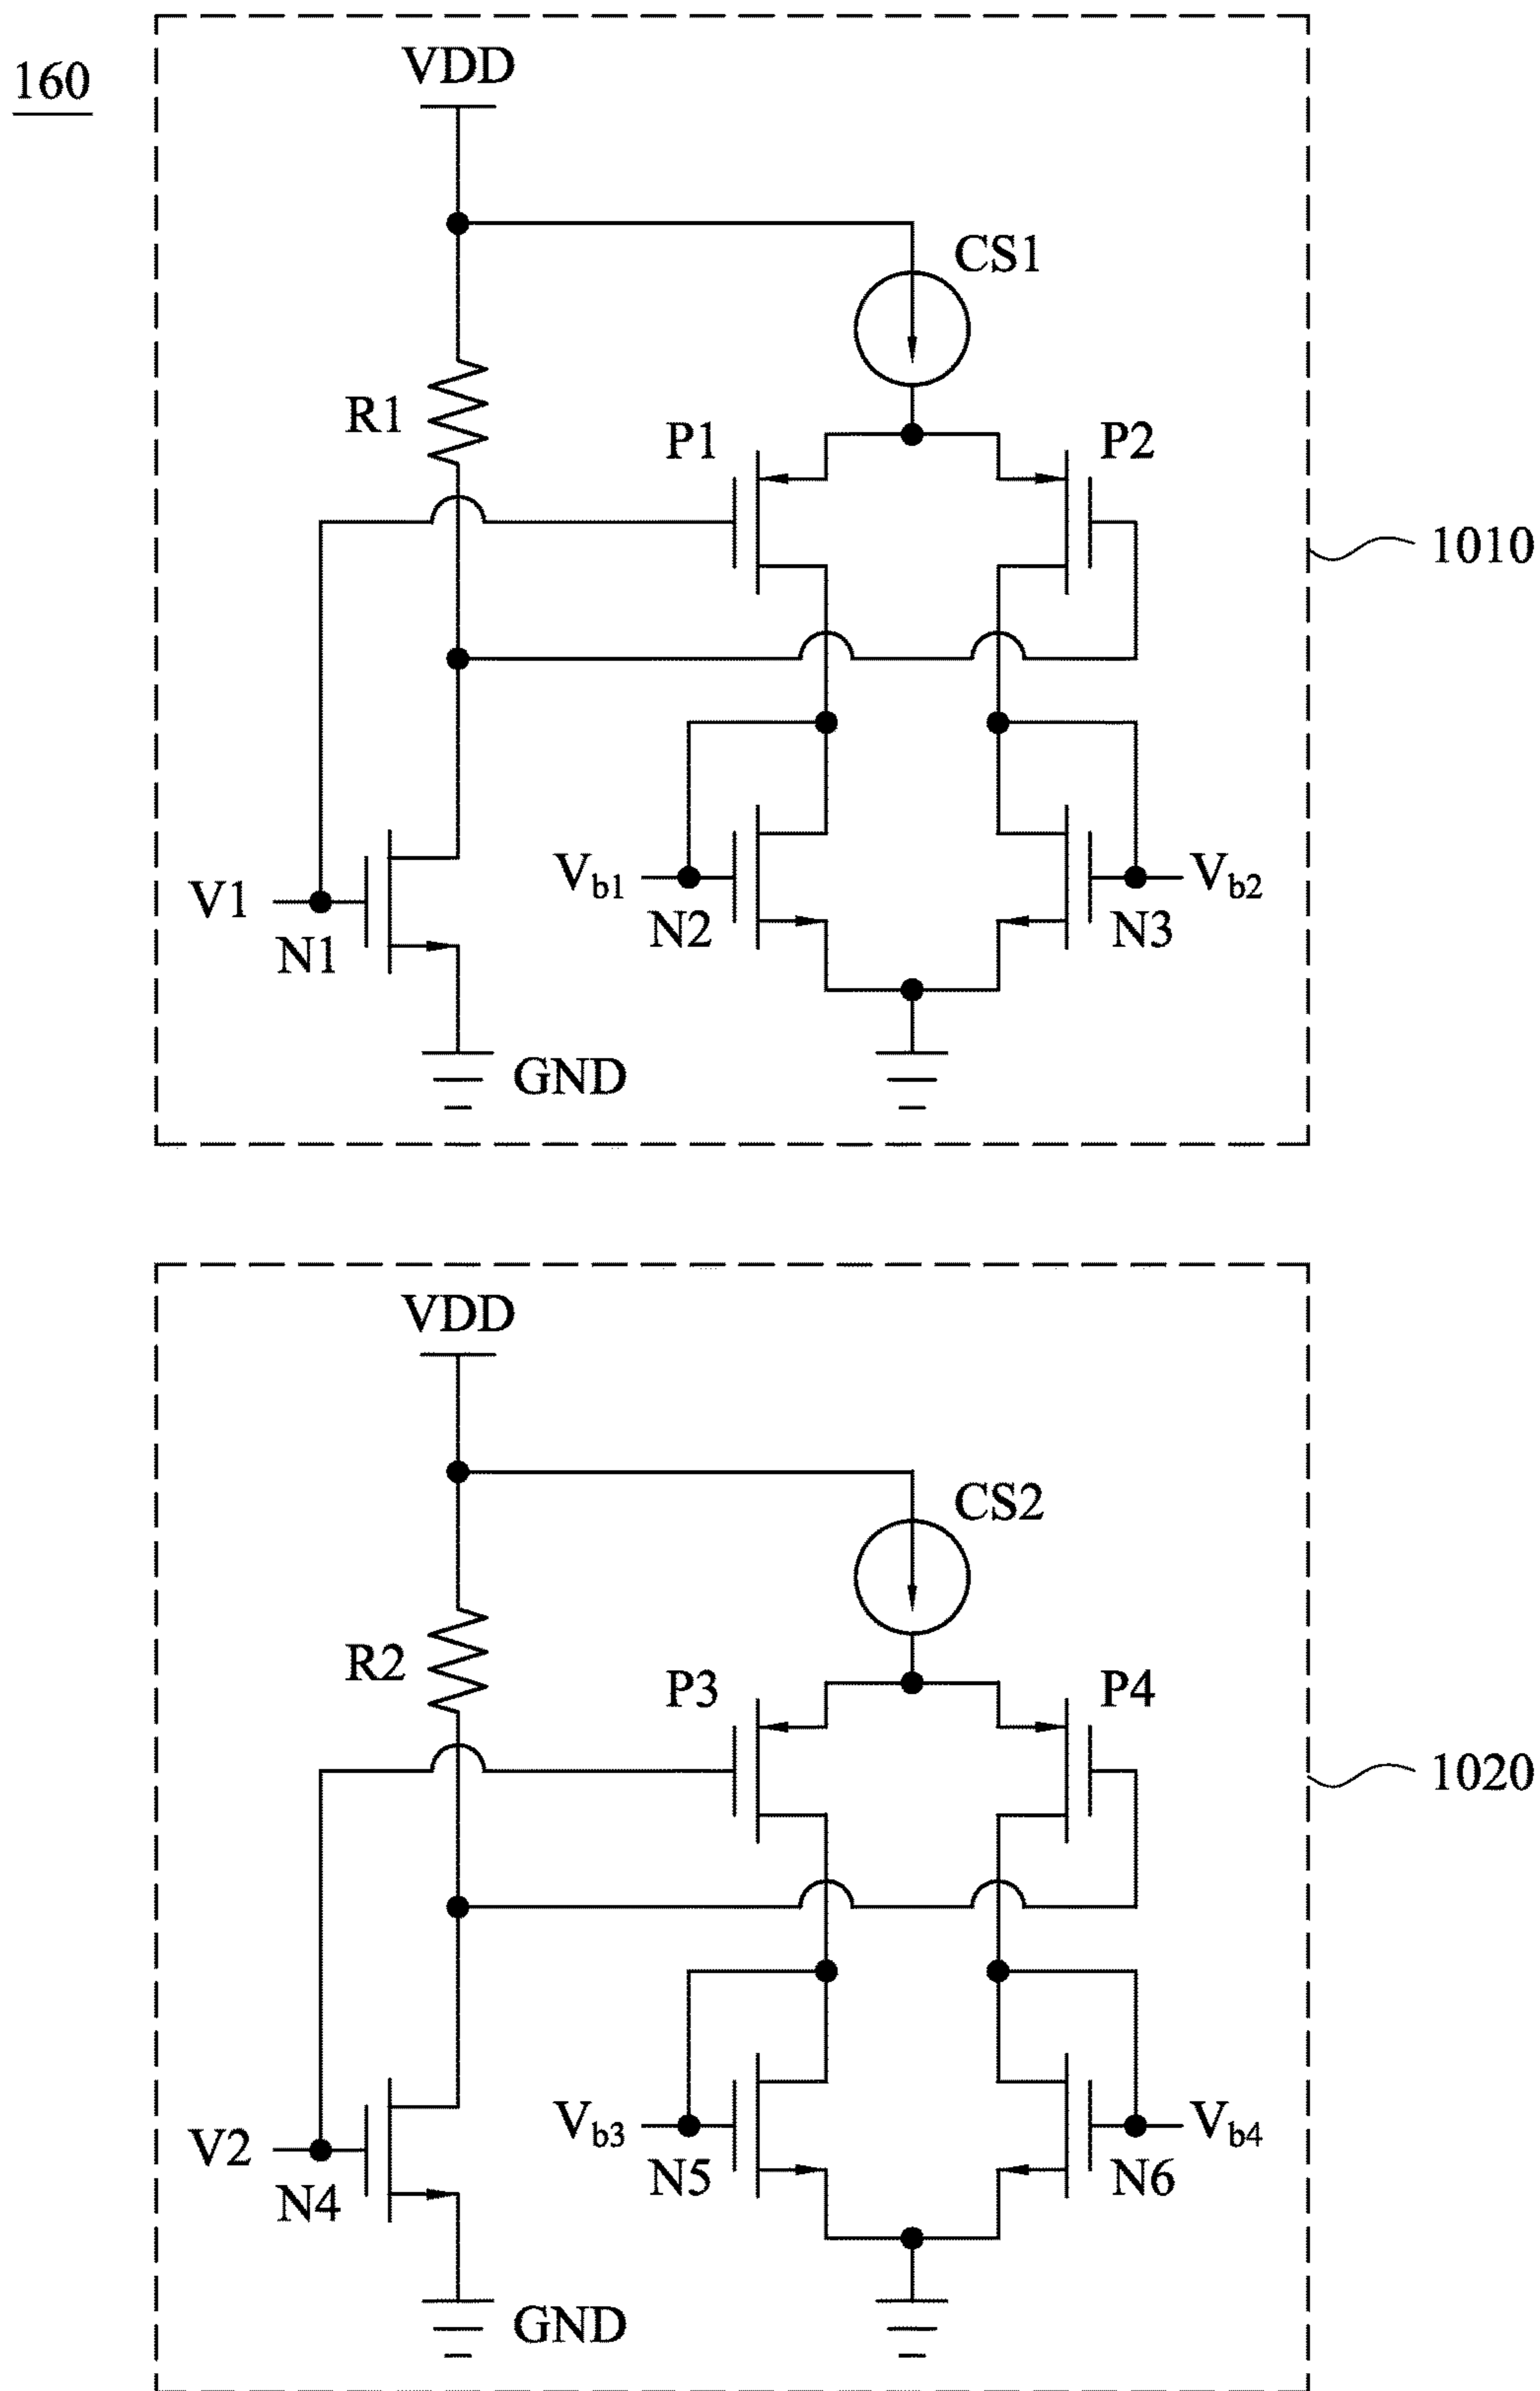 160
VDD
CS1
R1
P1
P2
1010
V1
N1
Vb1
N2
N3
Vb2
GND
VDD
CS2
R2
P3
P4
1020
V2
N4
Vb3
N5
N6
Vb4
GND